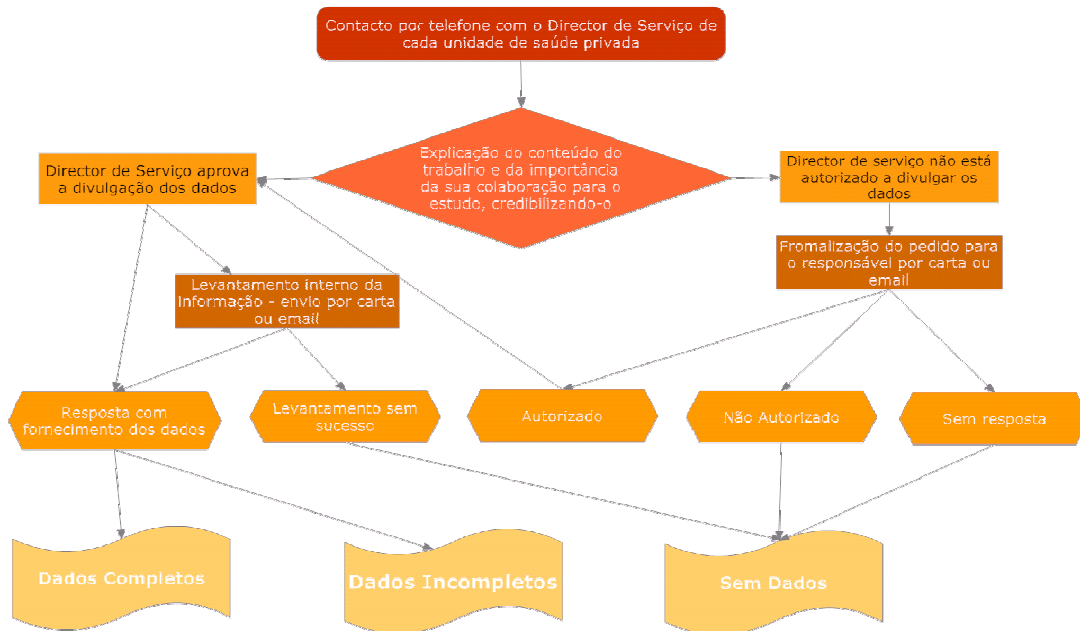 Contacto por telefone com o Director de Serviço de
cada unidade de saúde privada
Explicação do conteúdo do
trabalho e da importância
da sua colaboração para o
estudo, credibilizando-o
Director de Serviço aprova
a divulgação dos dados
Director de serviço não está
autorizado a divulgar os
dados
Fromalização do pedido para
o responsável por carta ou
email
Levantamento interno da
informação - envio por carta
ou email
Resposta com
fornecimento dos dados
Levantamento sem
sucesso
Autorizado
Não Autorizado
Sem resposta
Dados Completos
Dados Incompletos
Sem Dados